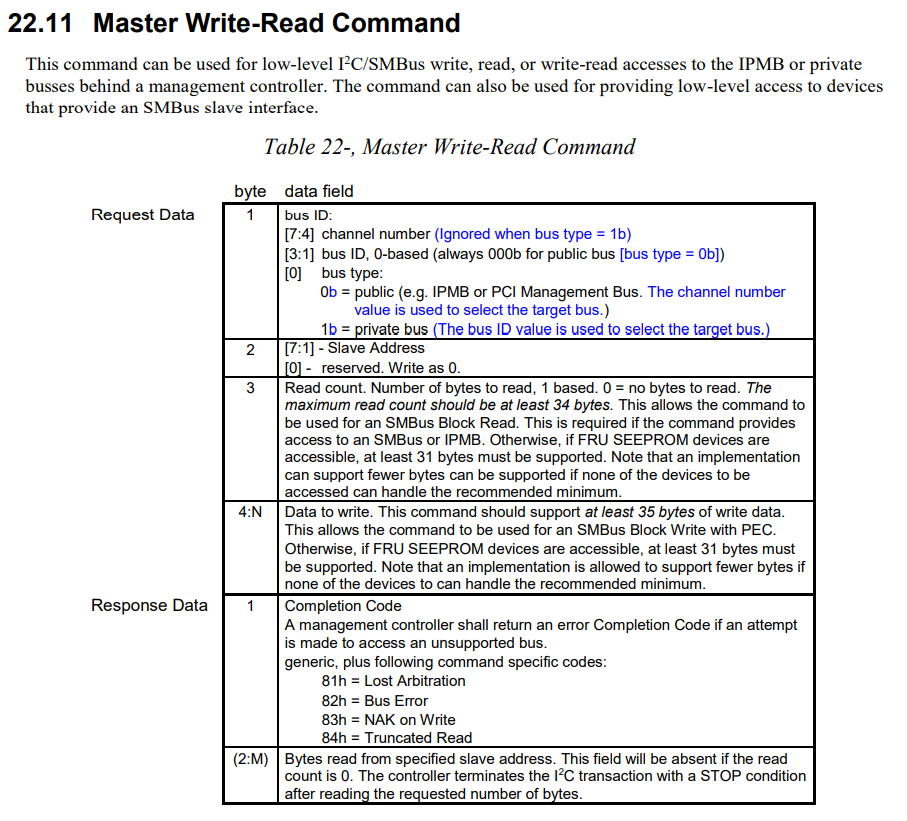 22.11 Master Write-Read Command
This command can be used for low-level I²C/SMBus write, read, or write-read accesses to the IPMB or private
busses behind a management controller. The command can also be used for providing low-level access to devices
that provide an SMBus slave interface.
Table 22-, Master Write-Read Command
byte data field
Request Data 1 bus ID:
[7:4] channel number (Ignored when bus type = 1b)
[3:1] bus ID, 0-based (always 000b for public bus [bus type = 0b])
[0] bus type:
0b = public (e.g. IPMB or PCI Management Bus. The channel number
value is used to select the target bus.)
1b = private bus (The bus ID value is used to select the target bus.)
2 [7:1] - Slave Address
[0] - reserved. Write as 0.
3 Read count. Number of bytes to read, 1 based. 0 = no bytes to read. The
maximum read count should be at least 34 bytes. This allows the command to
be used for an SMBus Block Read. This is required if the command provides
access to an SMBus or IPMB. Otherwise, if FRU SEEPROM devices are
accessible, at least 31 bytes must be supported. Note that an implementation
can support fewer bytes can be supported if none of the devices to be
accessed can handle the recommended minimum.
4:N Data to write. This command should support at least 35 bytes of write data.
This allows the command to be used for an SMBus Block Write with PEC.
Otherwise, if FRU SEEPROM devices are accessible, at least 31 bytes must
be supported. Note that an implementation is allowed to support fewer bytes if
none of the devices to can handle the recommended minimum.
Response Data 1 Completion Code
A management controller shall return an error Completion Code if an attempt
is made to access an unsupported bus.
generic, plus following command specific codes:
81h = Lost Arbitration
82h = Bus Error
83h = NAK on Write
84h = Truncated Read
(2:M) Bytes read from specified slave address. This field will be absent if the read
count is 0. The controller terminates the I²C transaction with a STOP condition
after reading the requested number of bytes.